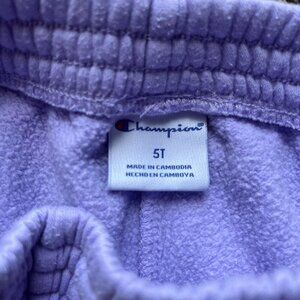 Champion®
5T
MADE IN CAMBODIA
HECHO EN CAMBOYA